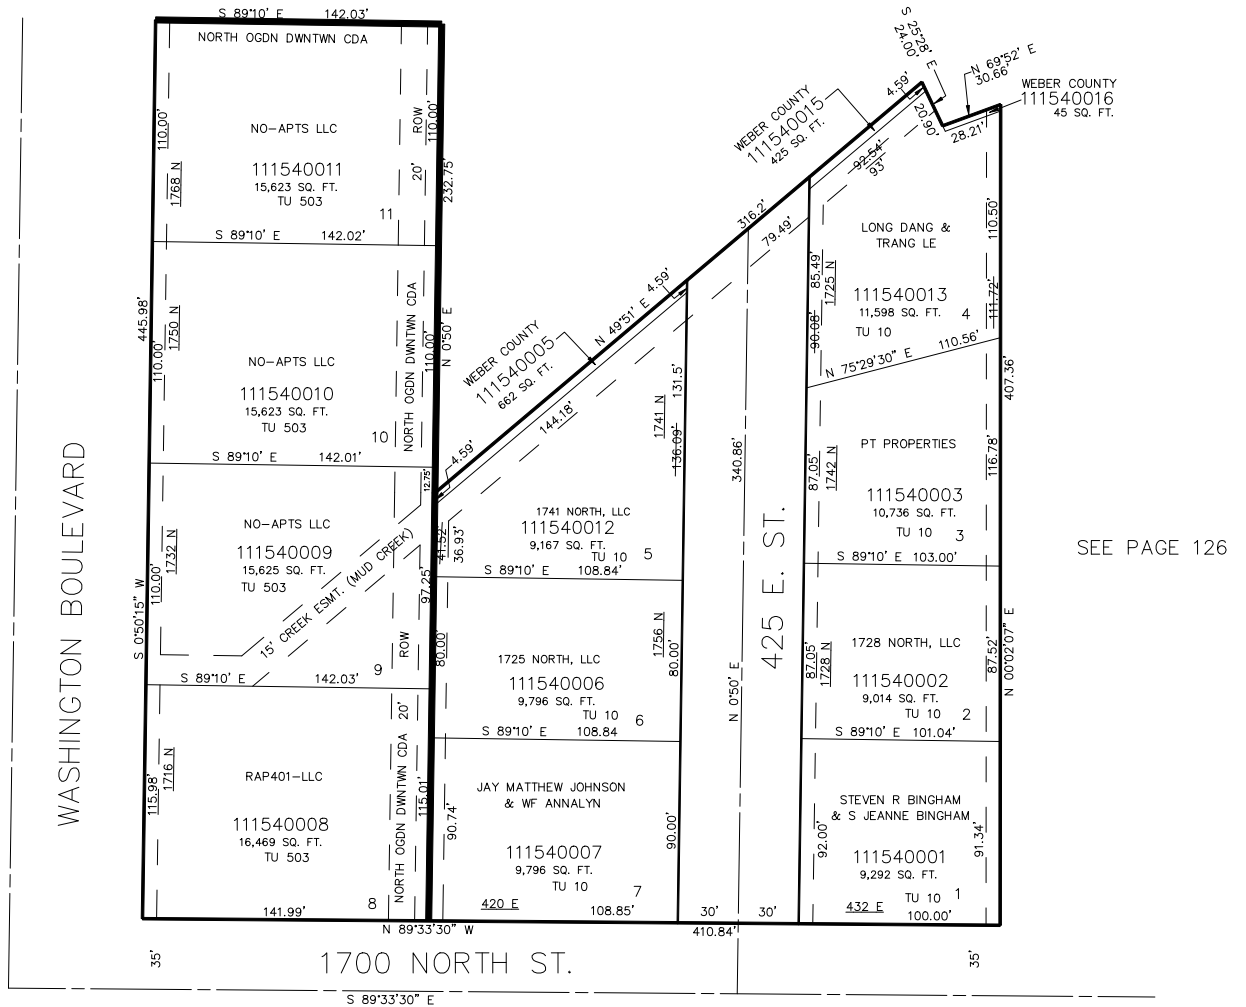 S 89°10' E 142.03'
NORTH OGDN DWNTWN CDA
NO-APTS LLC
111540011
15,623 SQ. FT.
TU 503
11
110.00'
1768 N
20'
ROW
110.00'
232.75'
S 89°10' E 142.02'
445.98'
110.00'
1750 N
NO-APTS LLC
111540010
15,623 SQ. FT.
TU 503
10
NORTH OGDN DWNTWN CDA
110.00'
N 0°50' E
S 89°10' E 142.01'
12.75'
NO-APTS LLC
111540009
15,625 SQ. FT.
TU 503
9
110.00'
1732 N
15' CREEK ESMT. (MUD CREEK)
97.25'
ROW
S 0°50'15" W
S 89°10' E 142.03'
RAP401-LLC
111540008
16,469 SQ. FT.
TU 503
8
115.98'
1716 N
NORTH OGDN DWNTWN CDA 20'
115.01'
141.99'
WASHINGTON BOULEVARD
WEBER COUNTY
111540005
662 SQ. FT.
N 49°51' E
316.2'
4.59'
4.59'
144.18'
79.49'
WEBER COUNTY
111540015
425 SQ. FT.
4.59'
92.54'
93'
S 25°28' E
24.00'
20.90'
N 69°52' E
30.66'
28.21'
WEBER COUNTY
111540016
45 SQ. FT.
LONG DANG &
TRANG LE
111540013
11,598 SQ. FT.
TU 10
4
85.49'
1725 N
90.08'
110.50'
111.72'
N 75°29'30" E 110.56'
407.36'
1741 NORTH, LLC
111540012
9,167 SQ. FT.
TU 10
5
131.5'
1741 N
136.09'
41.52'
36.93'
S 89°10' E 108.84'
340.86'
PT PROPERTIES
111540003
10,736 SQ. FT.
TU 10
3
87.05'
1742 N
116.78'
S 89°10' E 103.00'
SEE PAGE 126
1725 NORTH, LLC
111540006
9,796 SQ. FT.
TU 10
6
80.00'
1756 N
80.00'
S 89°10' E 108.84
425 E. ST.
N 0°50' E
1728 NORTH, LLC
111540002
9,014 SQ. FT.
TU 10
2
87.05'
1728 N
87.52'
N 00°02'07" E
S 89°10' E 101.04'
JAY MATTHEW JOHNSON
& WF ANNALYN
111540007
9,796 SQ. FT.
TU 10
7
90.74'
90.00'
420 E
108.85'
30' 30'
STEVEN R BINGHAM
& S JEANNE BINGHAM
111540001
9,292 SQ. FT.
TU 10
1
92.00'
91.34'
432 E
100.00'
N 89°33'30" W 410.84'
35'
1700 NORTH ST.
35'
S 89°33'30" E